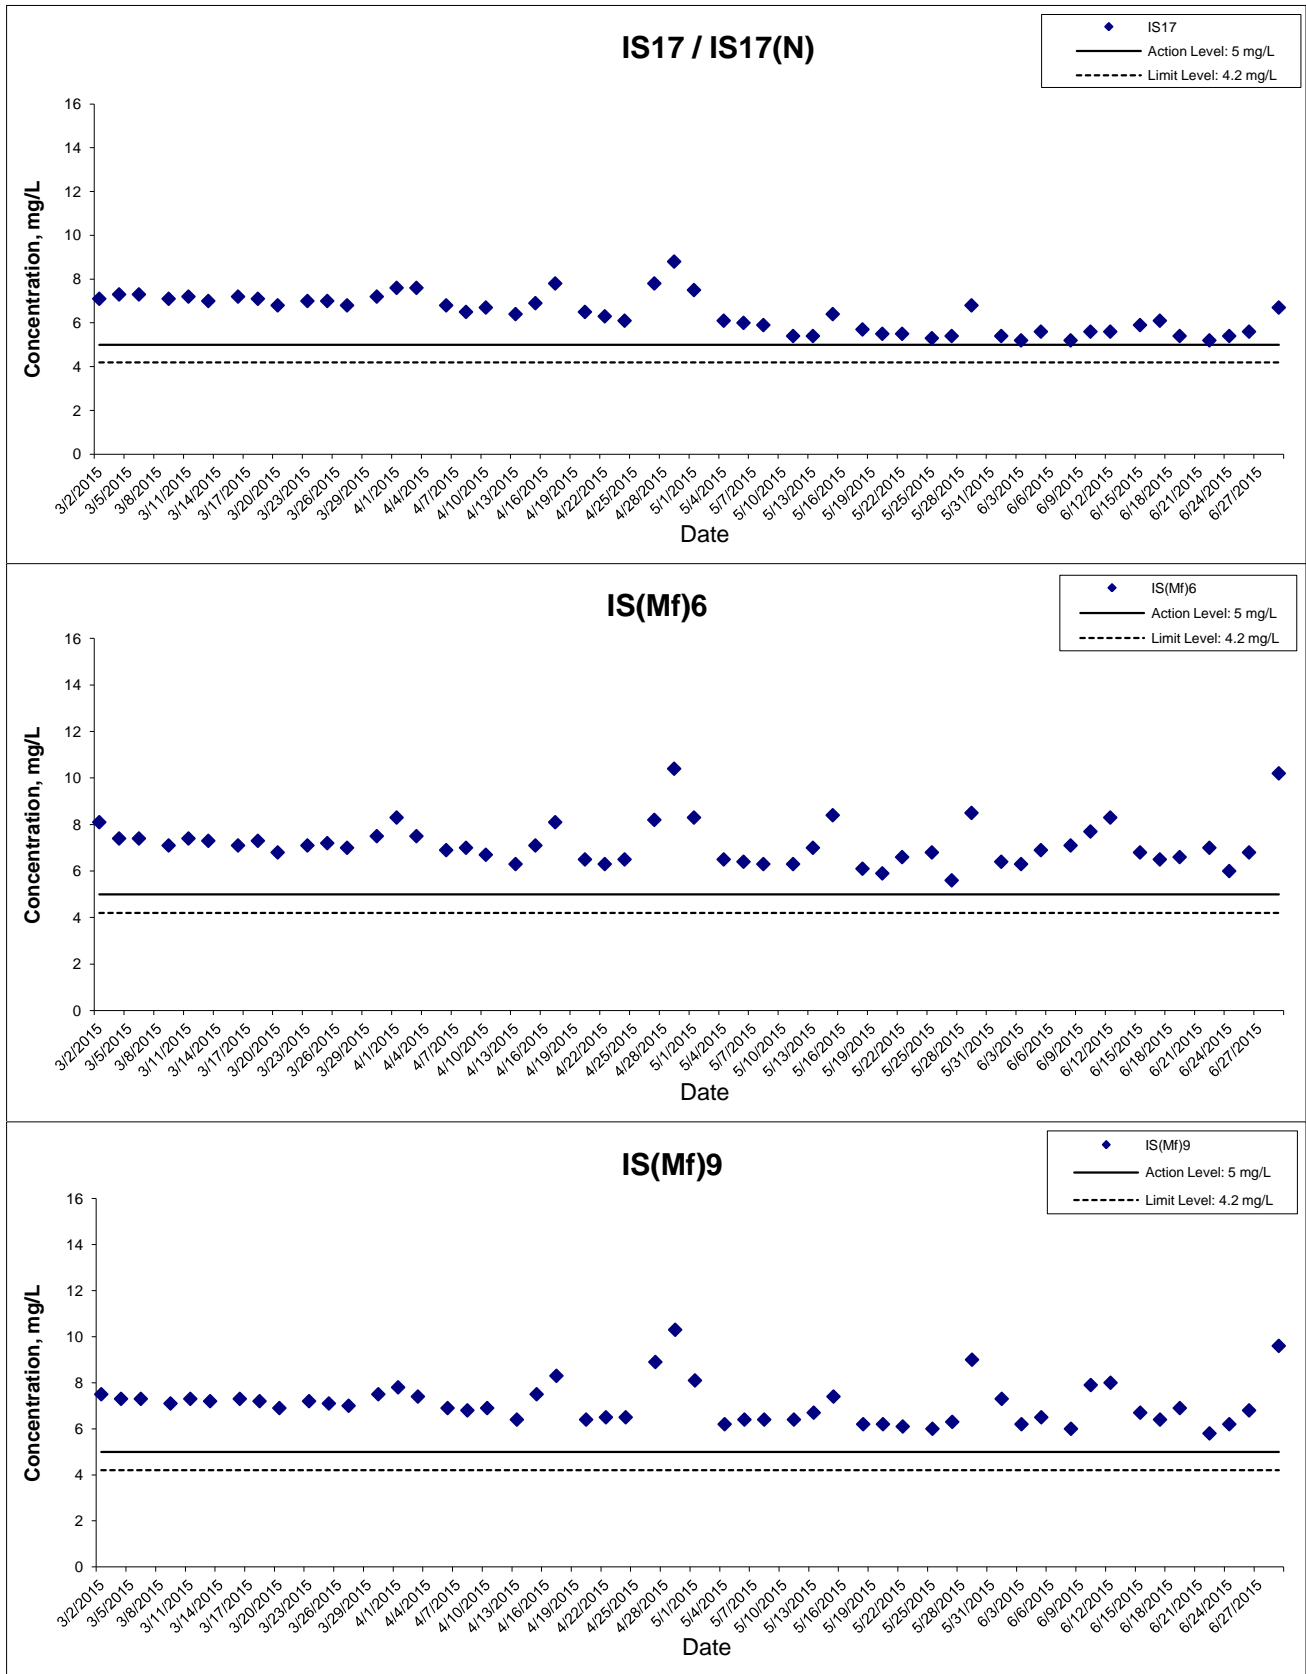 IS17 / IS17(N)
IS17
Action Level: 5 mg/L
Limit Level: 4.2 mg/L
Concentration, mg/L
16
14
12
10
8
6
4
2
0
3/2/2015 3/5/2015 3/8/2015 3/11/2015 3/14/2015 3/17/2015 3/20/2015 3/23/2015 3/26/2015 3/29/2015 4/1/2015 4/4/2015 4/7/2015 4/10/2015 4/13/2015 4/16/2015 4/19/2015 4/22/2015 4/25/2015 4/28/2015 5/1/2015 5/4/2015 5/7/2015 5/10/2015 5/13/2015 5/16/2015 5/19/2015 5/22/2015 5/25/2015 5/28/2015 5/31/2015 6/3/2015 6/6/2015 6/9/2015 6/12/2015 6/15/2015 6/18/2015 6/21/2015 6/24/2015 6/27/2015
Date
IS(Mf)6
IS(Mf)6
Action Level: 5 mg/L
Limit Level: 4.2 mg/L
Concentration, mg/L
16
14
12
10
8
6
4
2
0
3/2/2015 3/5/2015 3/8/2015 3/11/2015 3/14/2015 3/17/2015 3/20/2015 3/23/2015 3/26/2015 3/29/2015 4/1/2015 4/4/2015 4/7/2015 4/10/2015 4/13/2015 4/16/2015 4/19/2015 4/22/2015 4/25/2015 4/28/2015 5/1/2015 5/4/2015 5/7/2015 5/10/2015 5/13/2015 5/16/2015 5/19/2015 5/22/2015 5/25/2015 5/28/2015 5/31/2015 6/3/2015 6/6/2015 6/9/2015 6/12/2015 6/15/2015 6/18/2015 6/21/2015 6/24/2015 6/27/2015
Date
IS(Mf)9
IS(Mf)9
Action Level: 5 mg/L
Limit Level: 4.2 mg/L
Concentration, mg/L
16
14
12
10
8
6
4
2
0
3/2/2015 3/5/2015 3/8/2015 3/11/2015 3/14/2015 3/17/2015 3/20/2015 3/23/2015 3/26/2015 3/29/2015 4/1/2015 4/4/2015 4/7/2015 4/10/2015 4/13/2015 4/16/2015 4/19/2015 4/22/2015 4/25/2015 4/28/2015 5/1/2015 5/4/2015 5/7/2015 5/10/2015 5/13/2015 5/16/2015 5/19/2015 5/22/2015 5/25/2015 5/28/2015 5/31/2015 6/3/2015 6/6/2015 6/9/2015 6/12/2015 6/15/2015 6/18/2015 6/21/2015 6/24/2015 6/27/2015
Date